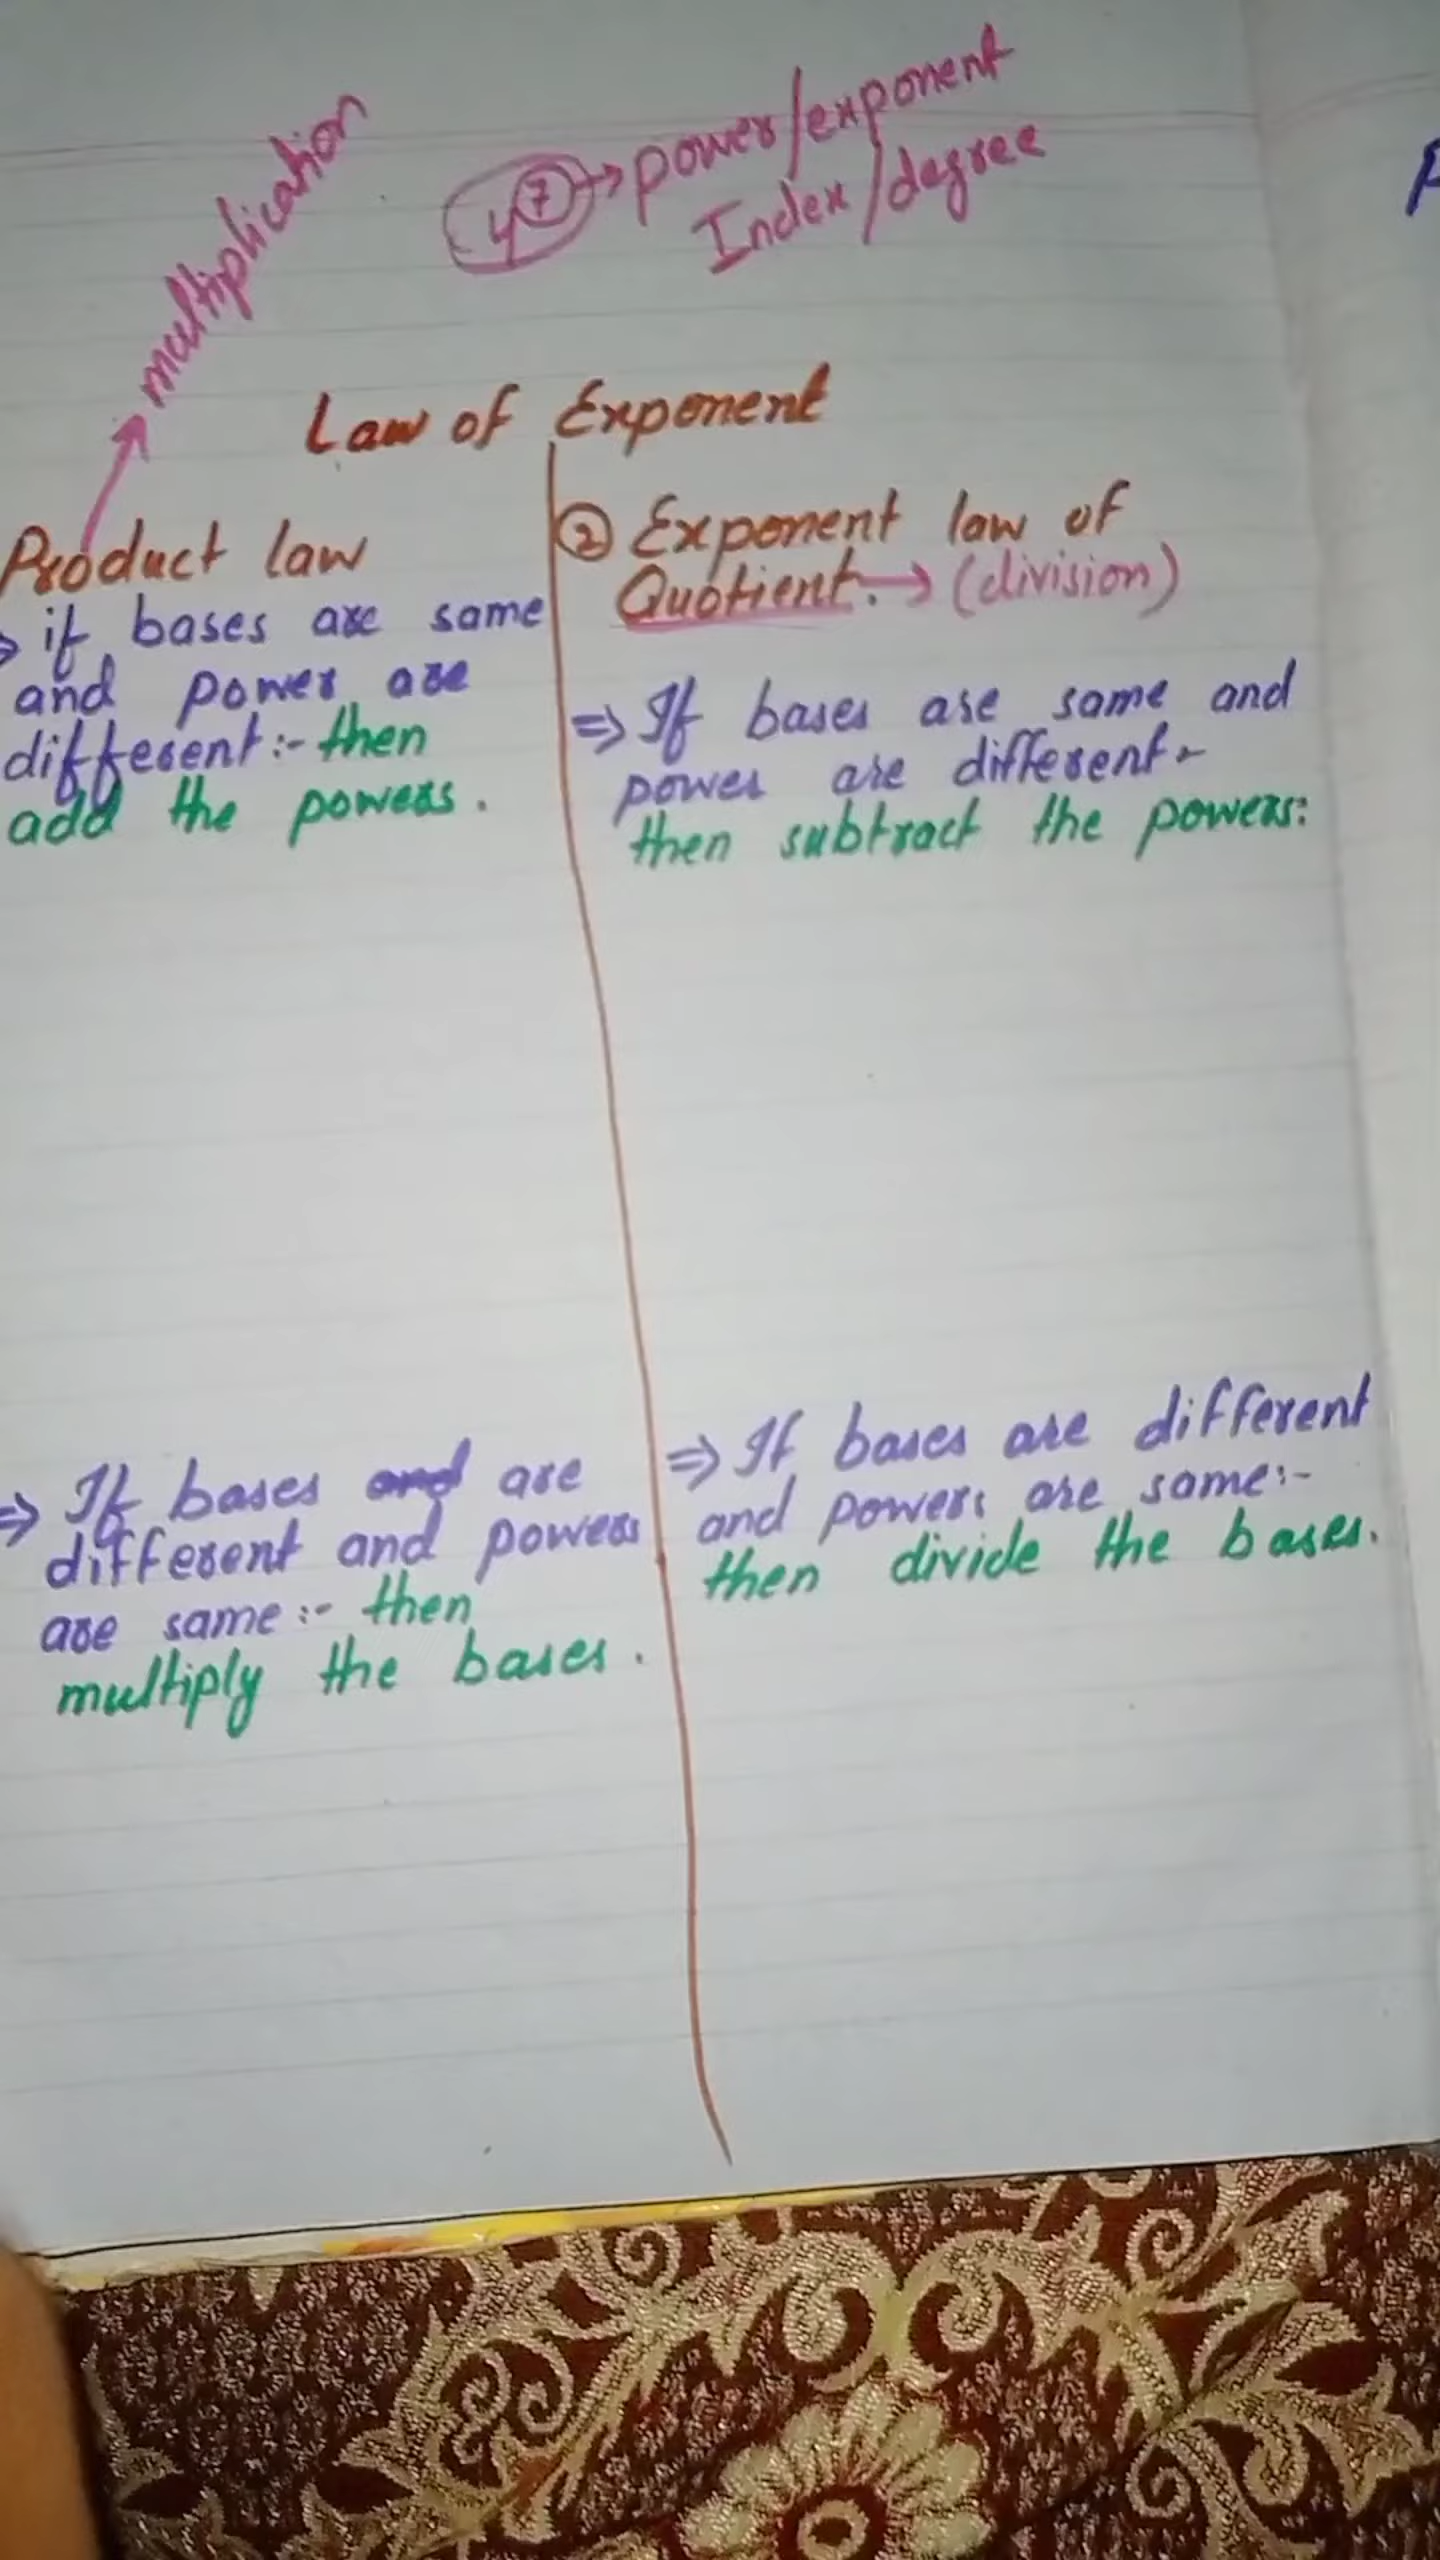 multiplication
4⁷ → power/exponent
Index/degree
Law of Exponent
Product law
⇒ if bases are same
and power are
different:- then
add the powers.
⇒ If bases and are
different and powers
are same:- then
multiply the bases.
② Exponent law of
Quotient. → (division)
⇒ If bases are same and
power are different-
then subtract the powers:
⇒ If bases are different
and powers are same:-
then divide the bases.